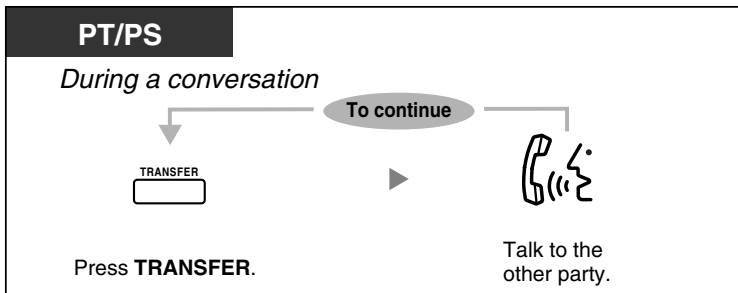 PT/PS
During a conversation
To continue
TRANSFER
Press TRANSFER.
Talk to the
other party.